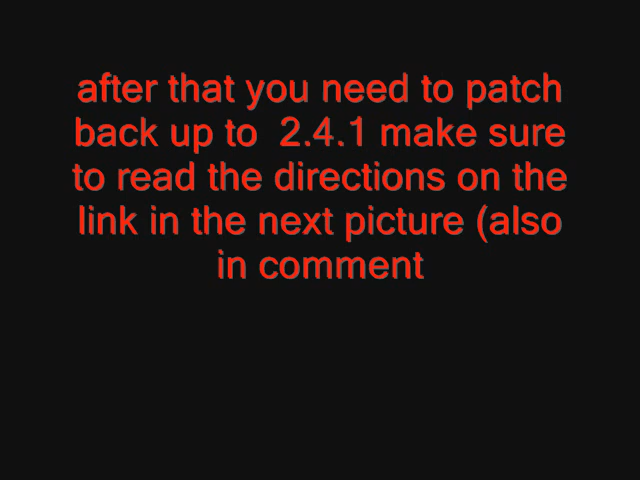 after that you need to patch
back up to  2.4.1 make sure
to read the directions on the
link in the next picture (also
in comment